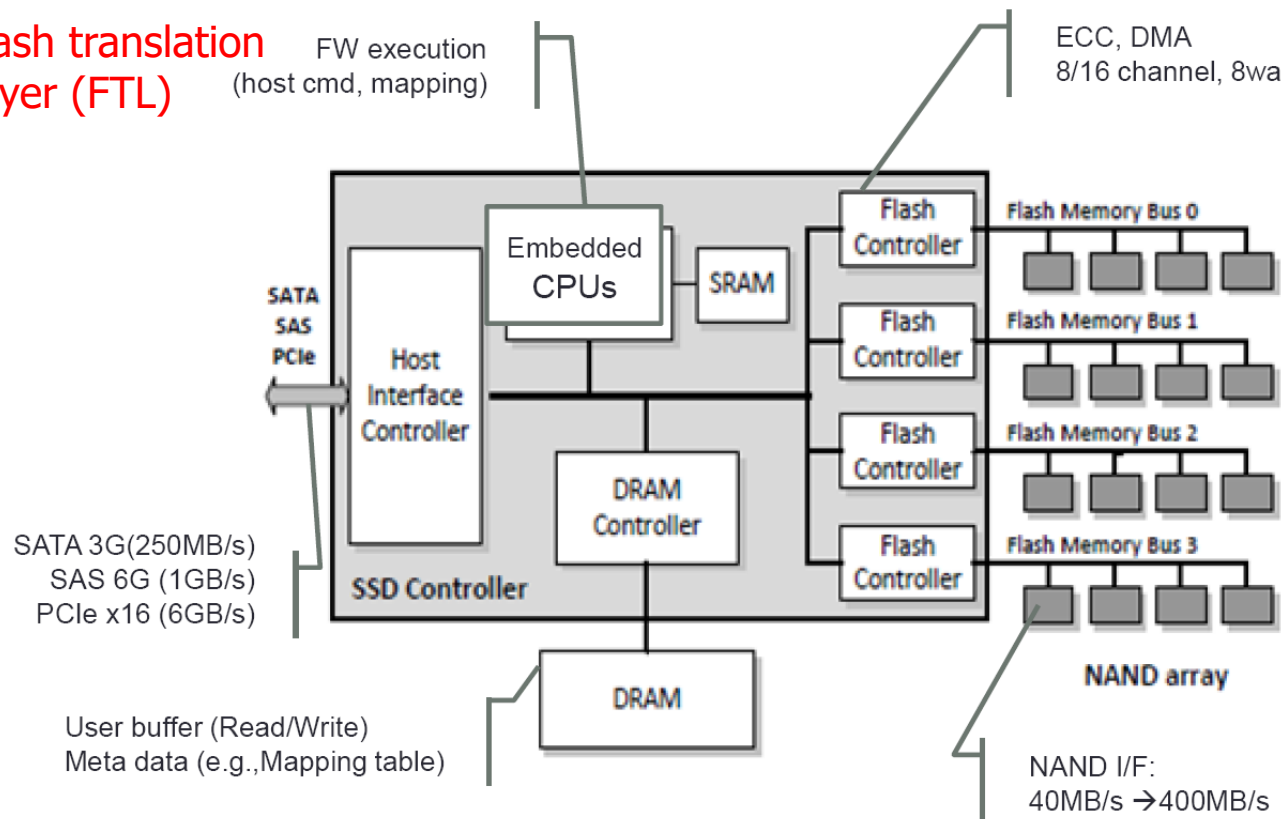 ash translation
yer (FTL)
FW execution
(host cmd, mapping)
ECC, DMA
8/16 channel, 8wa
Embedded
CPUs
SRAM
Flash
Controller
Flash Memory Bus 0
SATA
SAS
PCIe
Host
Interface
Controller
Flash
Controller
Flash Memory Bus 1
Flash
Controller
Flash Memory Bus 2
DRAM
Controller
Flash
Controller
Flash Memory Bus 3
SATA 3G(250MB/s)
SAS 6G (1GB/s)
PCIe x16 (6GB/s)
SSD Controller
NAND array
DRAM
User buffer (Read/Write)
Meta data (e.g.,Mapping table)
NAND I/F:
40MB/s →400MB/s